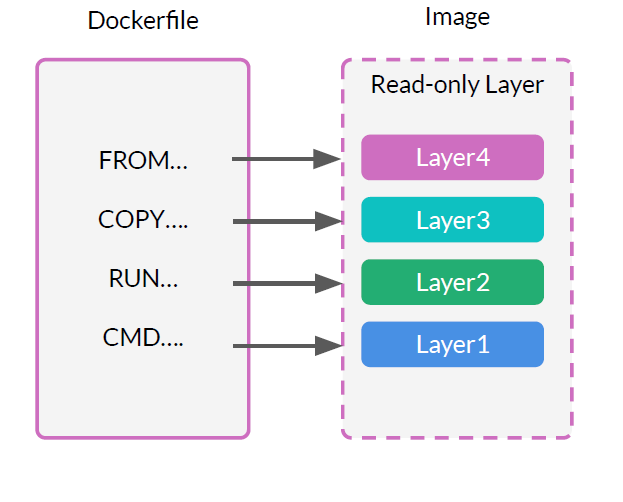 Dockerfile
Image
Read-only Layer
FROM...
Layer4
COPY....
Layer3
RUN...
Layer2
CMD....
Layer1